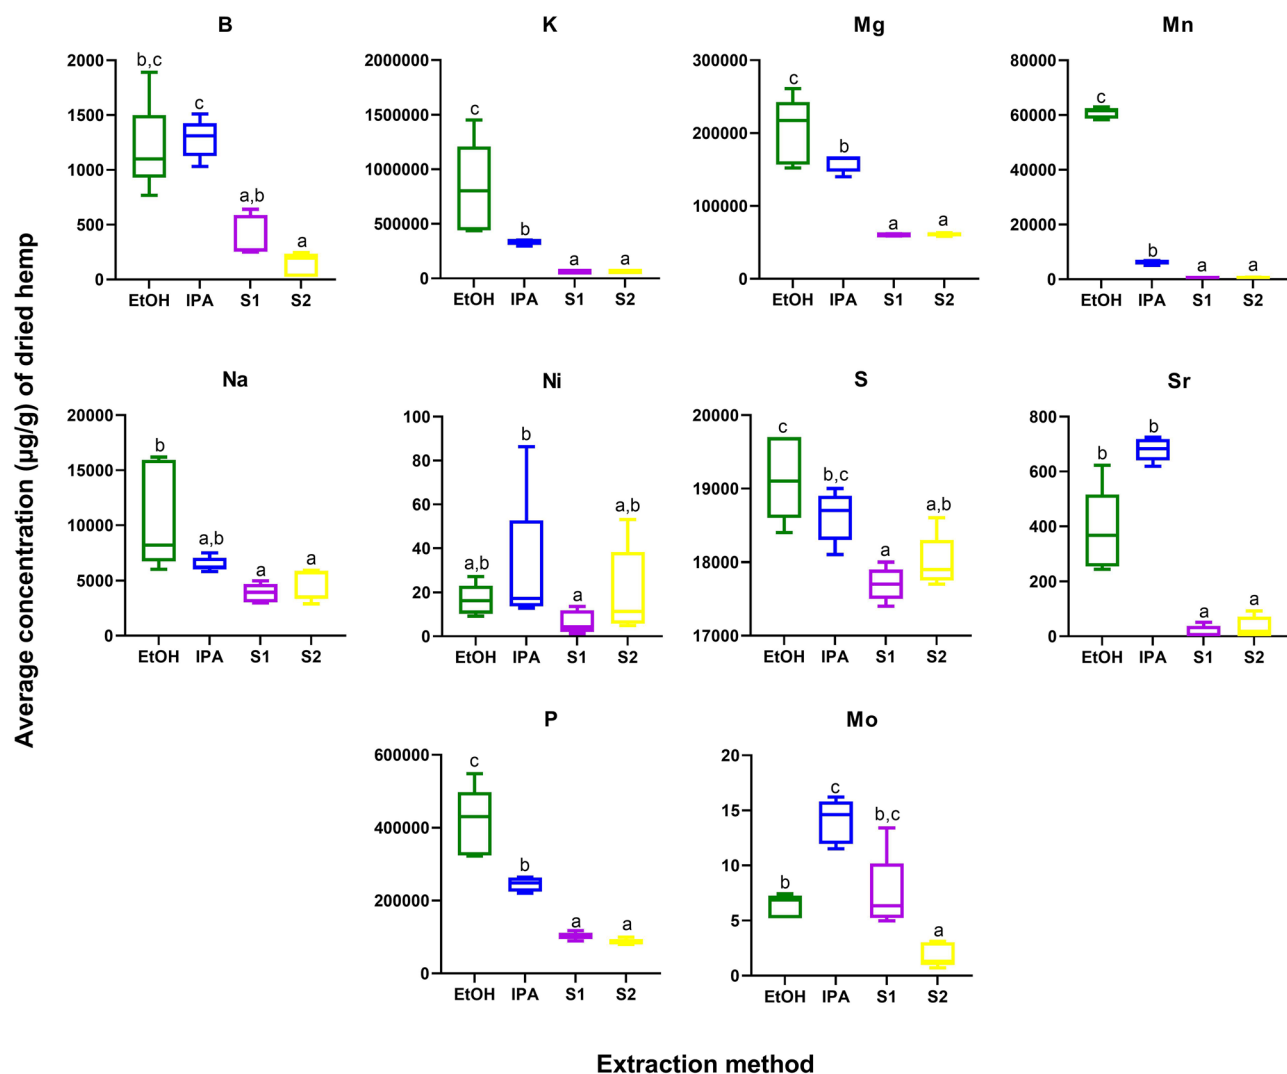 B K Mg Mn
2000
1500
1000
500
0
b,c
c
a,b
a
EtOH IPA S1 S2
2000000
1500000
1000000
500000
0
c
b
a
a
EtOH IPA S1 S2
300000
200000
100000
0
c
b
a
a
EtOH IPA S1 S2
80000
60000
40000
20000
0
c
b
a
a
EtOH IPA S1 S2
Average concentration (µg/g) of dried hemp
Na Ni S Sr
20000
15000
10000
5000
0
b
a,b
a
a
EtOH IPA S1 S2
100
80
60
40
20
0
a,b
b
a
a,b
EtOH IPA S1 S2
20000
19000
18000
17000
c
b,c
a
a,b
EtOH IPA S1 S2
800
600
400
200
0
b
b
a
a
EtOH IPA S1 S2
P Mo
600000
400000
200000
0
c
b
a
a
EtOH IPA S1 S2
20
15
10
5
0
b
c
b,c
a
EtOH IPA S1 S2
Extraction method